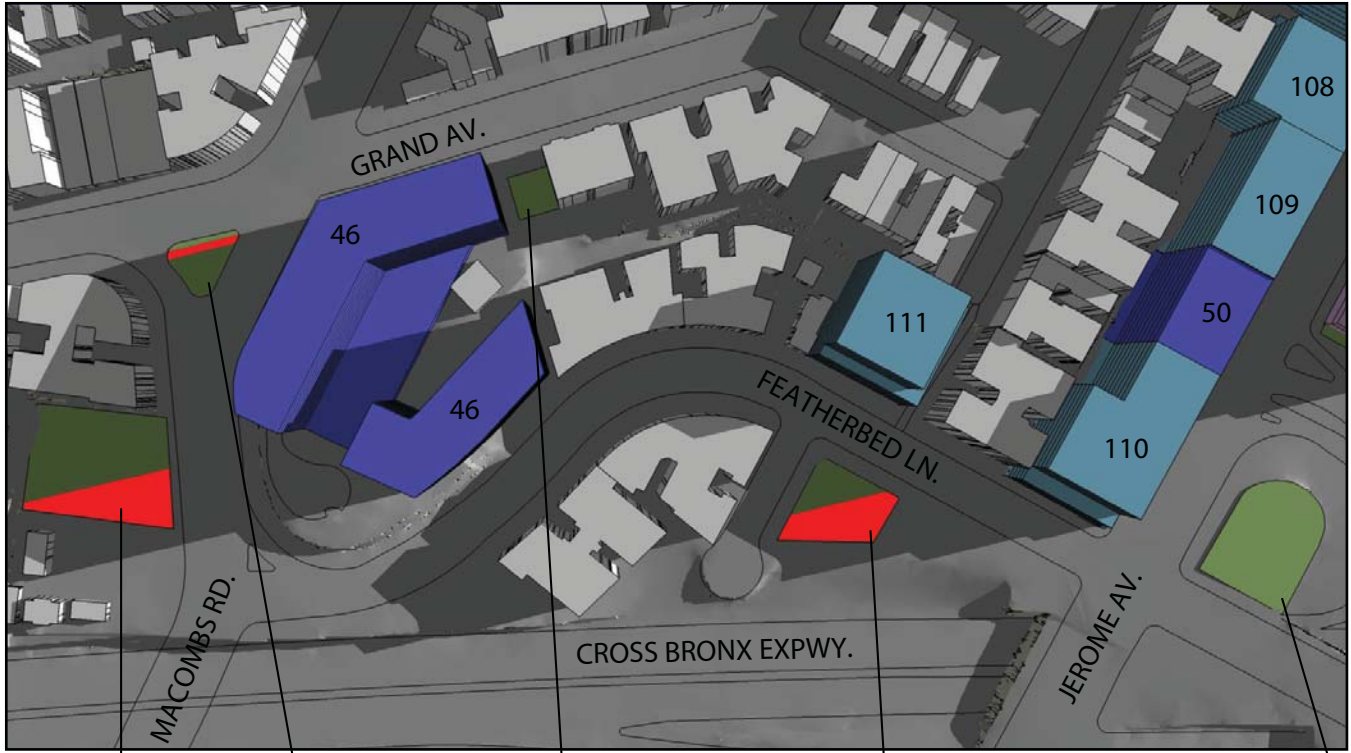 108
GRAND AV.
109
46
50
111
FEATHERBED LN.
46
110
MACOMBS RD.
CROSS BRONX EXPWY.
JEROME AV.